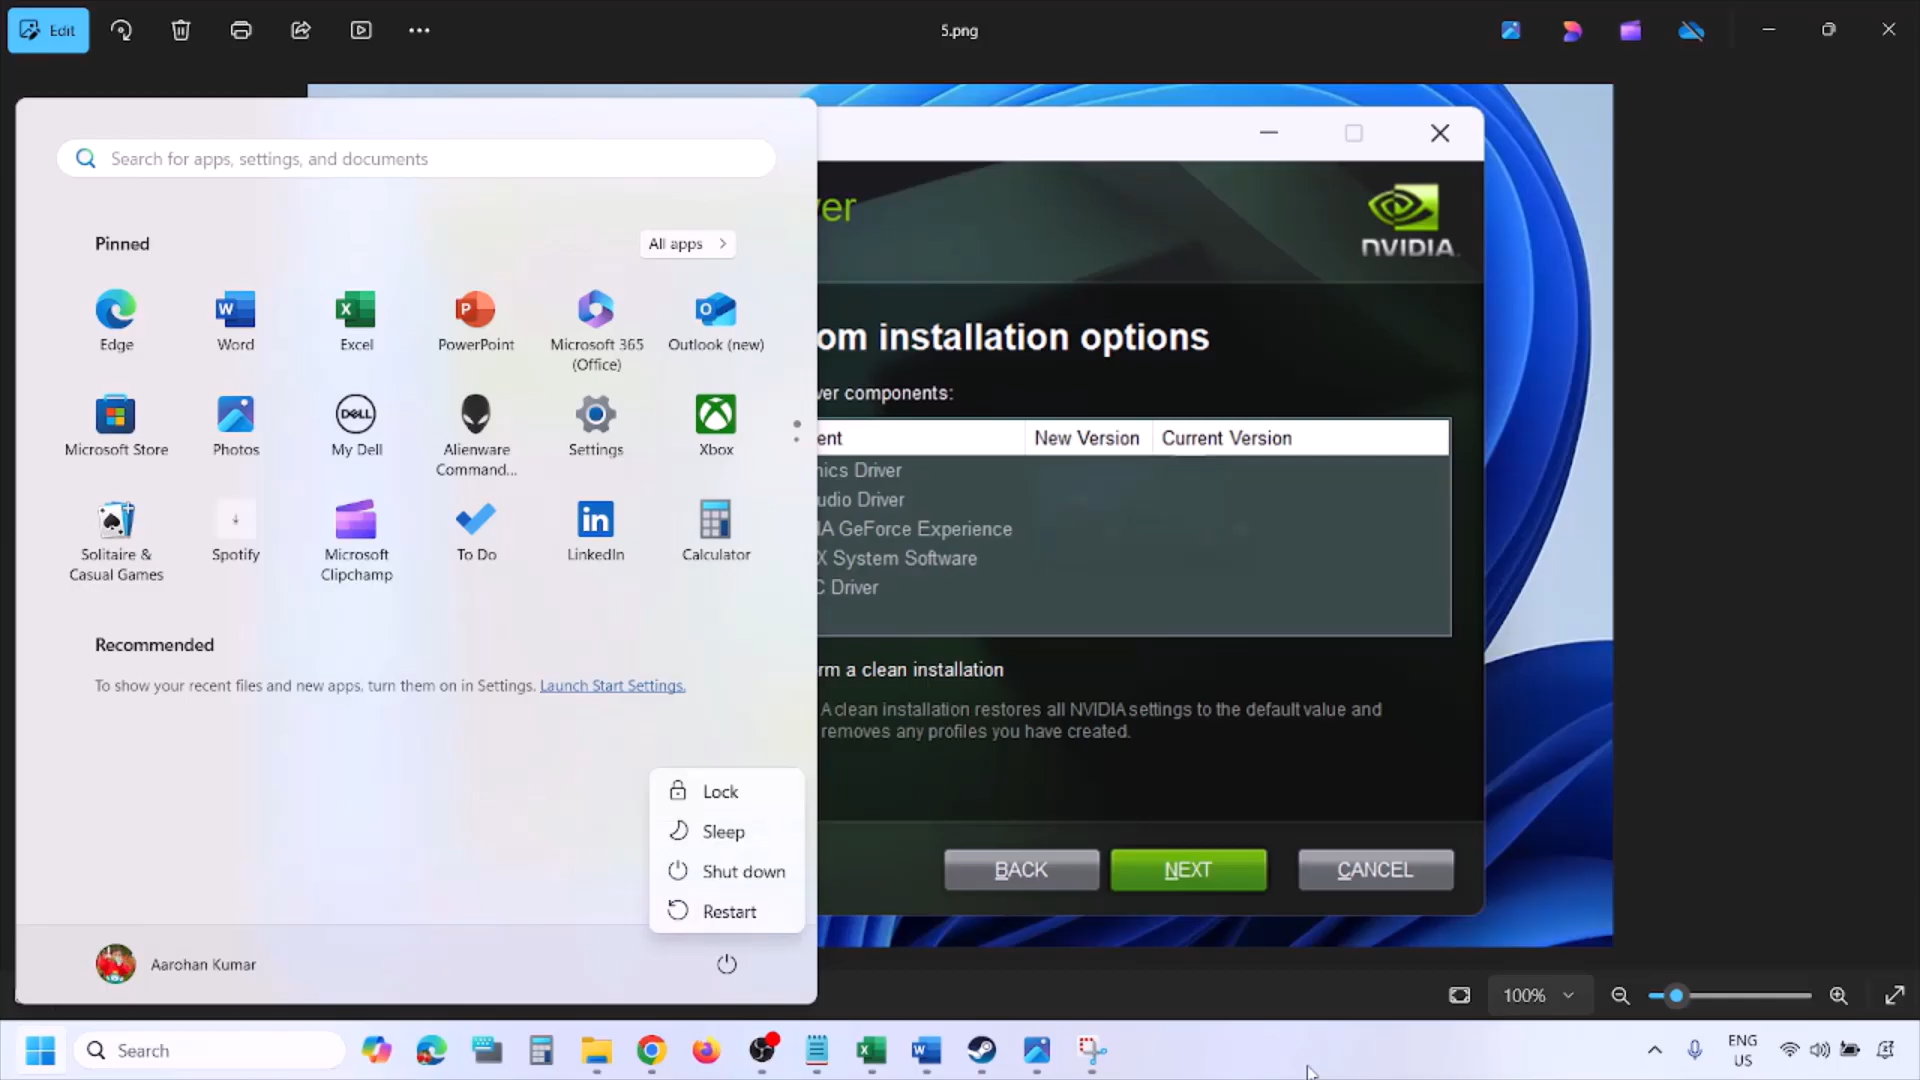 Edit
5.png
Search for apps, settings, and documents
Pinned
All apps
Edge
Word
Excel
PowerPoint
Microsoft 365
(Office)
Outlook (new)
Microsoft Store
Photos
DELL
My Dell
Alienware
Command...
Settings
Xbox
Solitaire &
Casual Games
Spotify
Microsoft
Clipchamp
To Do
LinkedIn
Calculator
Recommended
To show your recent files and new apps, turn them on in Settings. Launch Start Settings.
Lock
Sleep
Shut down
Restart
Aarohan Kumar
ver
NVIDIA
om installation options
ver components:
ent New Version Current Version
nics Driver
udio Driver
IA GeForce Experience
X System Software
C Driver
rm a clean installation
A clean installation restores all NVIDIA settings to the default value and
removes any profiles you have created.
BACK NEXT CANCEL
100%
Search
ENG
US